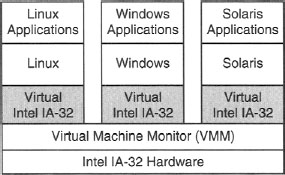 Linux
Applications
Windows
Applications
Solaris
Applications
Linux
Windows
Solaris
Virtual
Intel IA-32
Virtual
Intel IA-32
Virtual
Intel IA-32
Virtual Machine Monitor (VMM)
Intel IA-32 Hardware